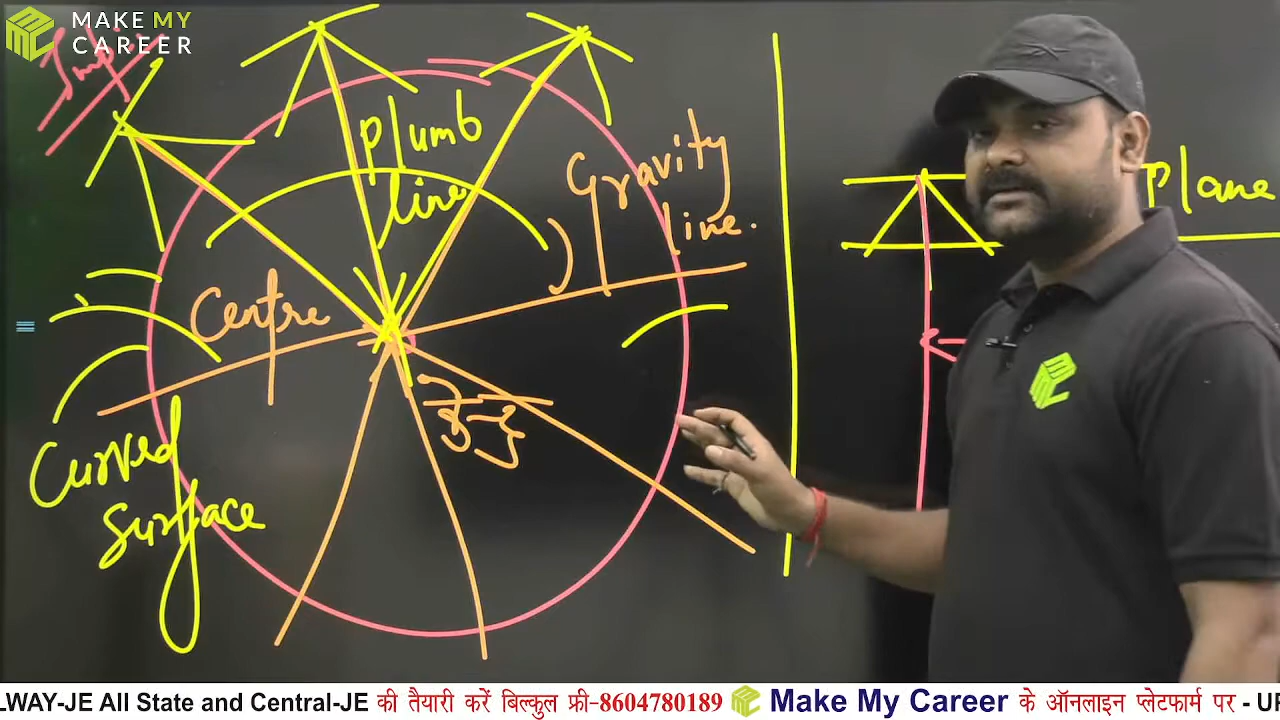 MAKE MY
CAREER
Plumb
line
Gravity
line.
Centre
केन्द्र
Curved
Surface
Plane
LWAY-JE All State and Central-JE की तैयारी करें बिल्कुल फ्री-8604780189 Make My Career के ऑनलाइन प्लेटफार्म पर - UP